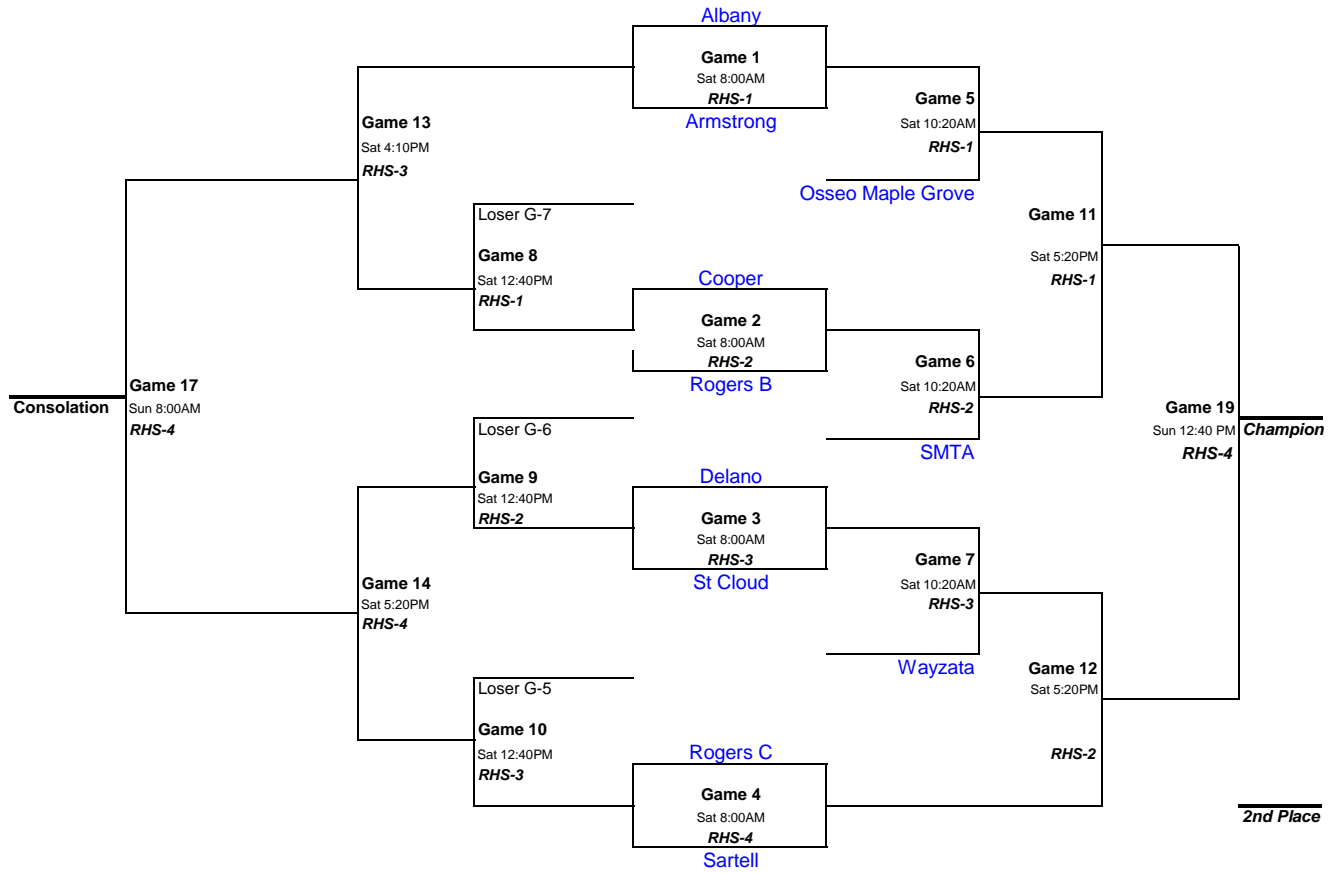 Albany
Game 1
Sat 8:00AM
RHS-1
Armstrong
Game 5
Sat 10:20AM
RHS-1
Osseo Maple Grove
Game 13
Sat 4:10PM
RHS-3
Loser G-7
Game 8
Sat 12:40PM
RHS-1
Game 11
Sat 5:20PM
RHS-1
Cooper
Game 2
Sat 8:00AM
RHS-2
Rogers B
Game 6
Sat 10:20AM
RHS-2
SMTA
Game 17
Sun 8:00AM
RHS-4
Consolation
Game 19
Sun 12:40 PM
RHS-4
Champion
Loser G-6
Game 9
Sat 12:40PM
RHS-2
Delano
Game 3
Sat 8:00AM
RHS-3
St Cloud
Game 7
Sat 10:20AM
RHS-3
Wayzata
Game 14
Sat 5:20PM
RHS-4
Game 12
Sat 5:20PM
RHS-2
Loser G-5
Game 10
Sat 12:40PM
RHS-3
Rogers C
Game 4
Sat 8:00AM
RHS-4
Sartell
2nd Place